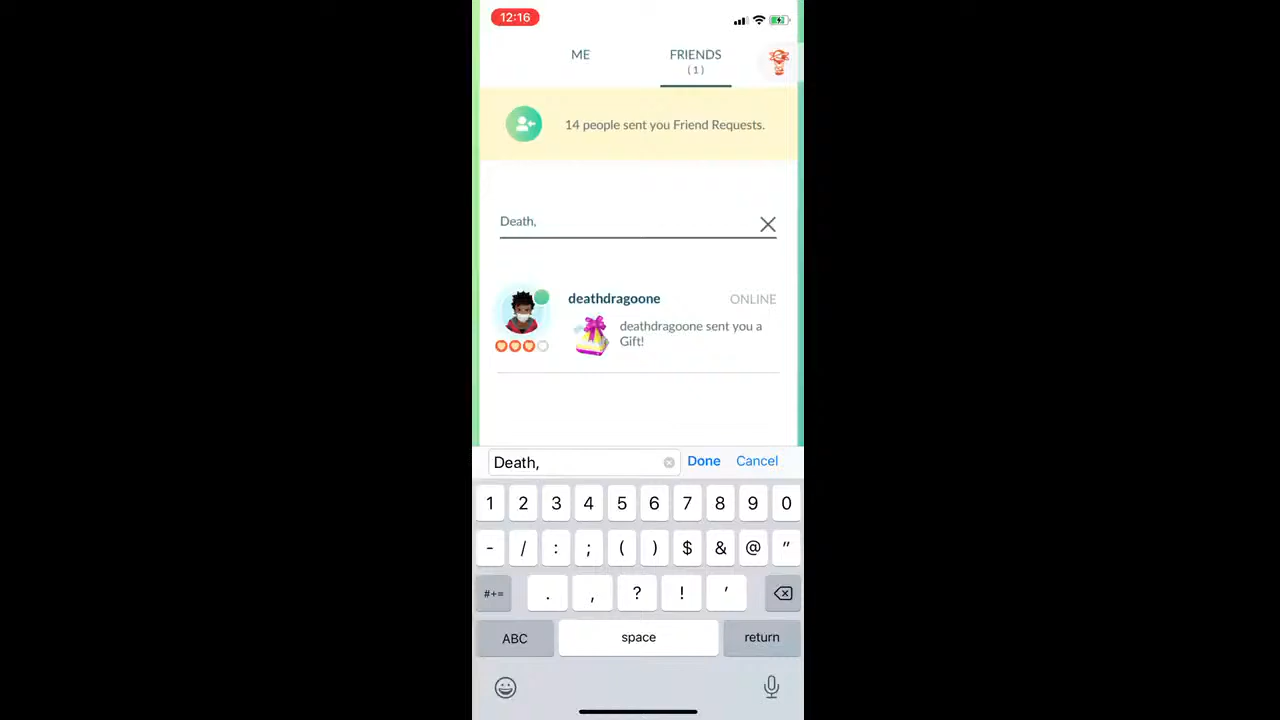 12:16
ME
FRIENDS
( 1 )
14 people sent you Friend Requests.
Death,
deathdragoone
ONLINE
deathdragoone sent you a
Gift!
Death,
Done
Cancel
1 2 3 4 5 6 7 8 9 0
- / : ; ( ) $ & @ "
#+= . , ? ! '
ABC space return